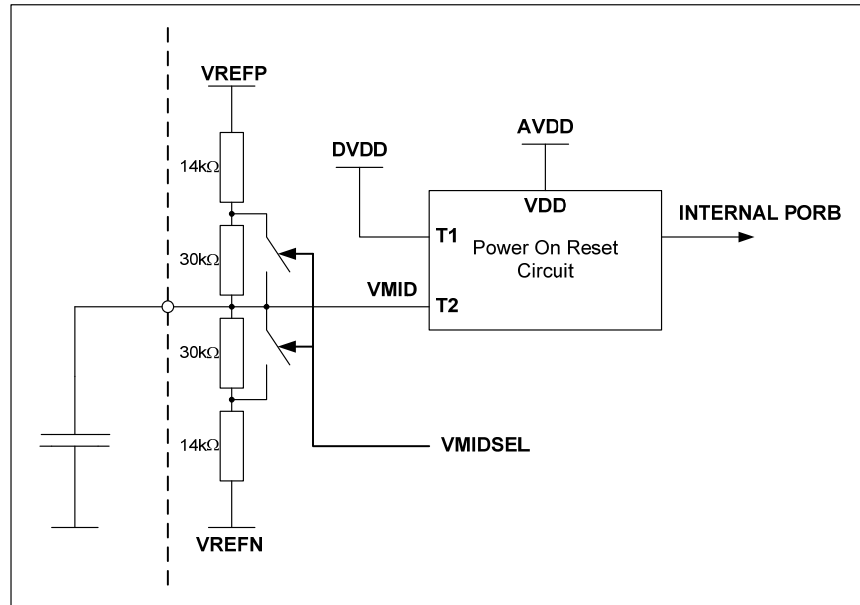 VREFP
14kΩ
30kΩ
30kΩ
14kΩ
VREFN
DVDD
AVDD
VDD
T1
Power On Reset
Circuit
INTERNAL PORB
VMID
T2
VMIDSEL